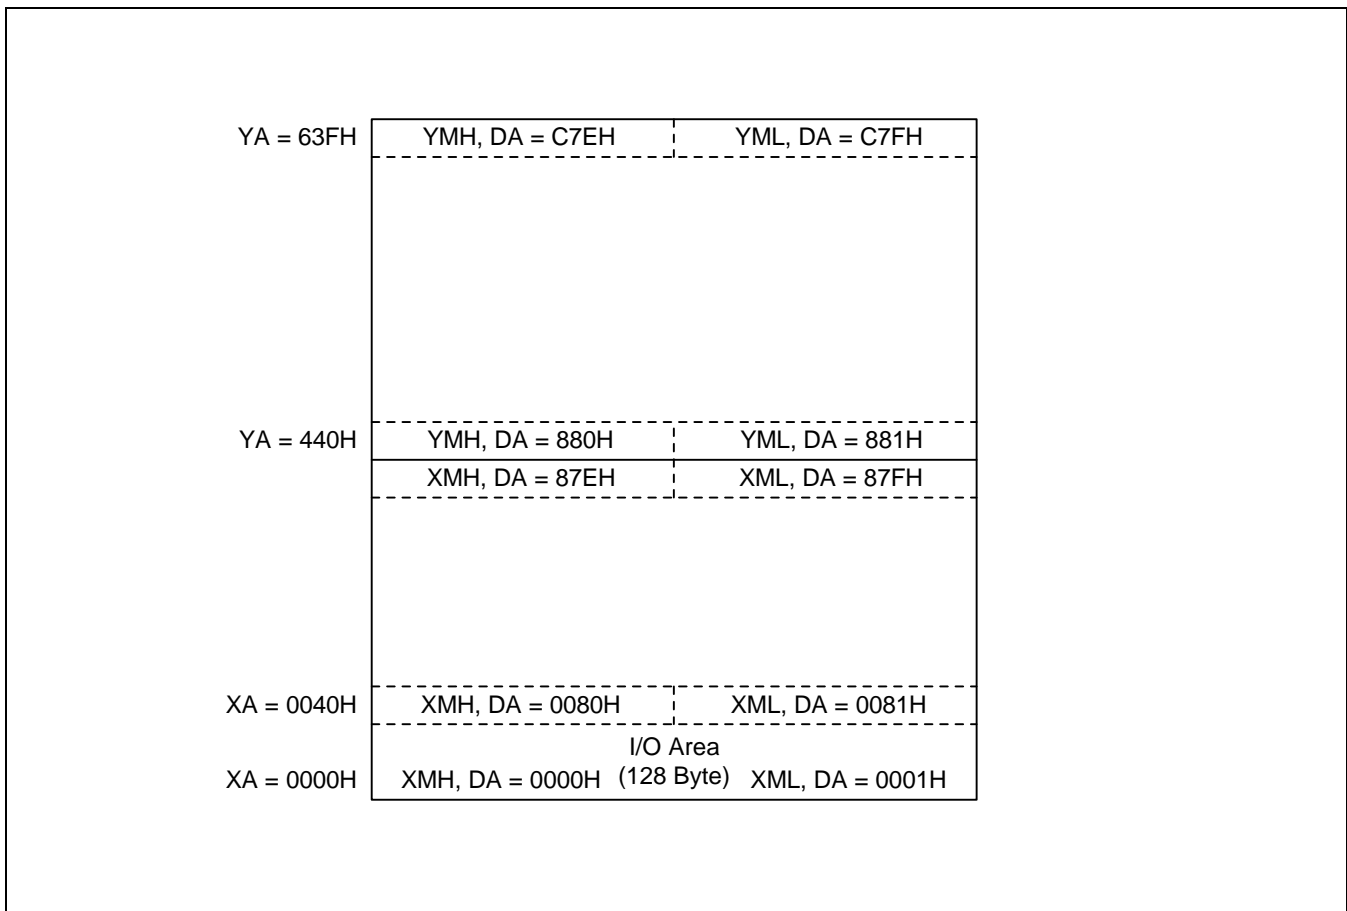 YA = 63FH YMH, DA = C7EH YML, DA = C7FH
YA = 440H YMH, DA = 880H YML, DA = 881H
XMH, DA = 87EH XML, DA = 87FH
XA = 0040H XMH, DA = 0080H XML, DA = 0081H
I/O Area
(128 Byte)
XA = 0000H XMH, DA = 0000H XML, DA = 0001H